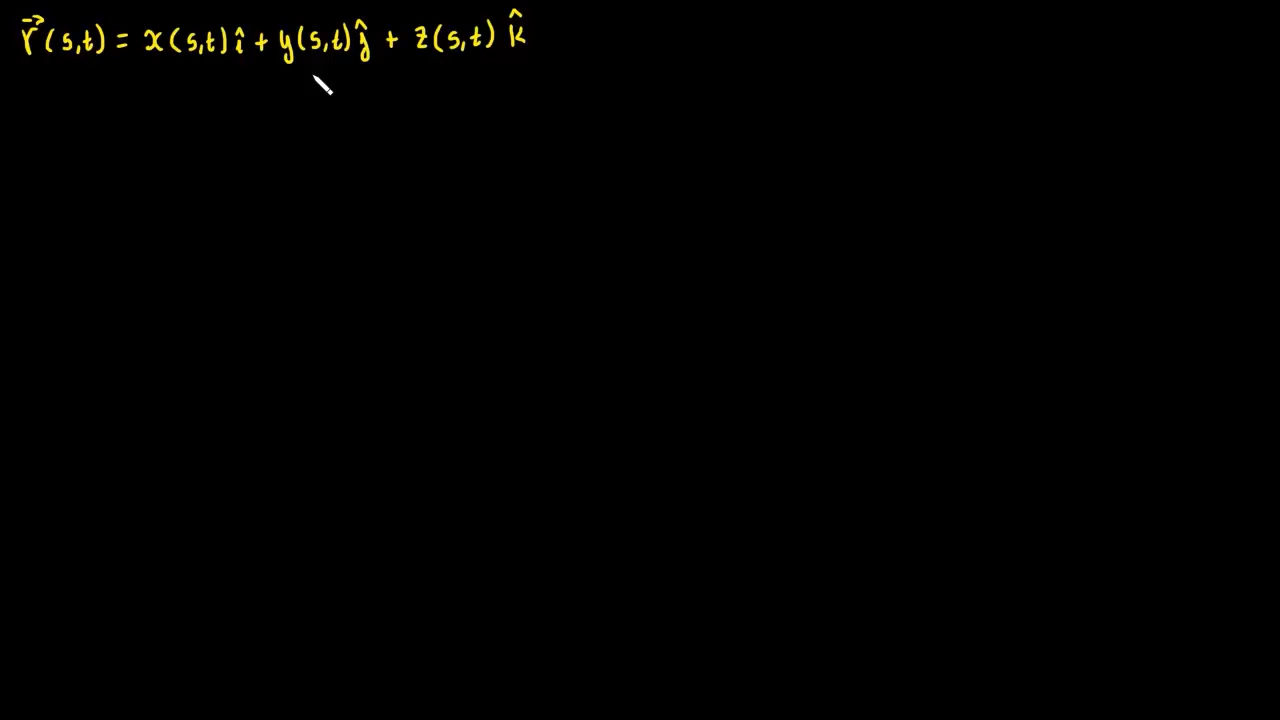 r⃗(s,t) = x(s,t) î + y(s,t) ĵ + z(s,t) k̂